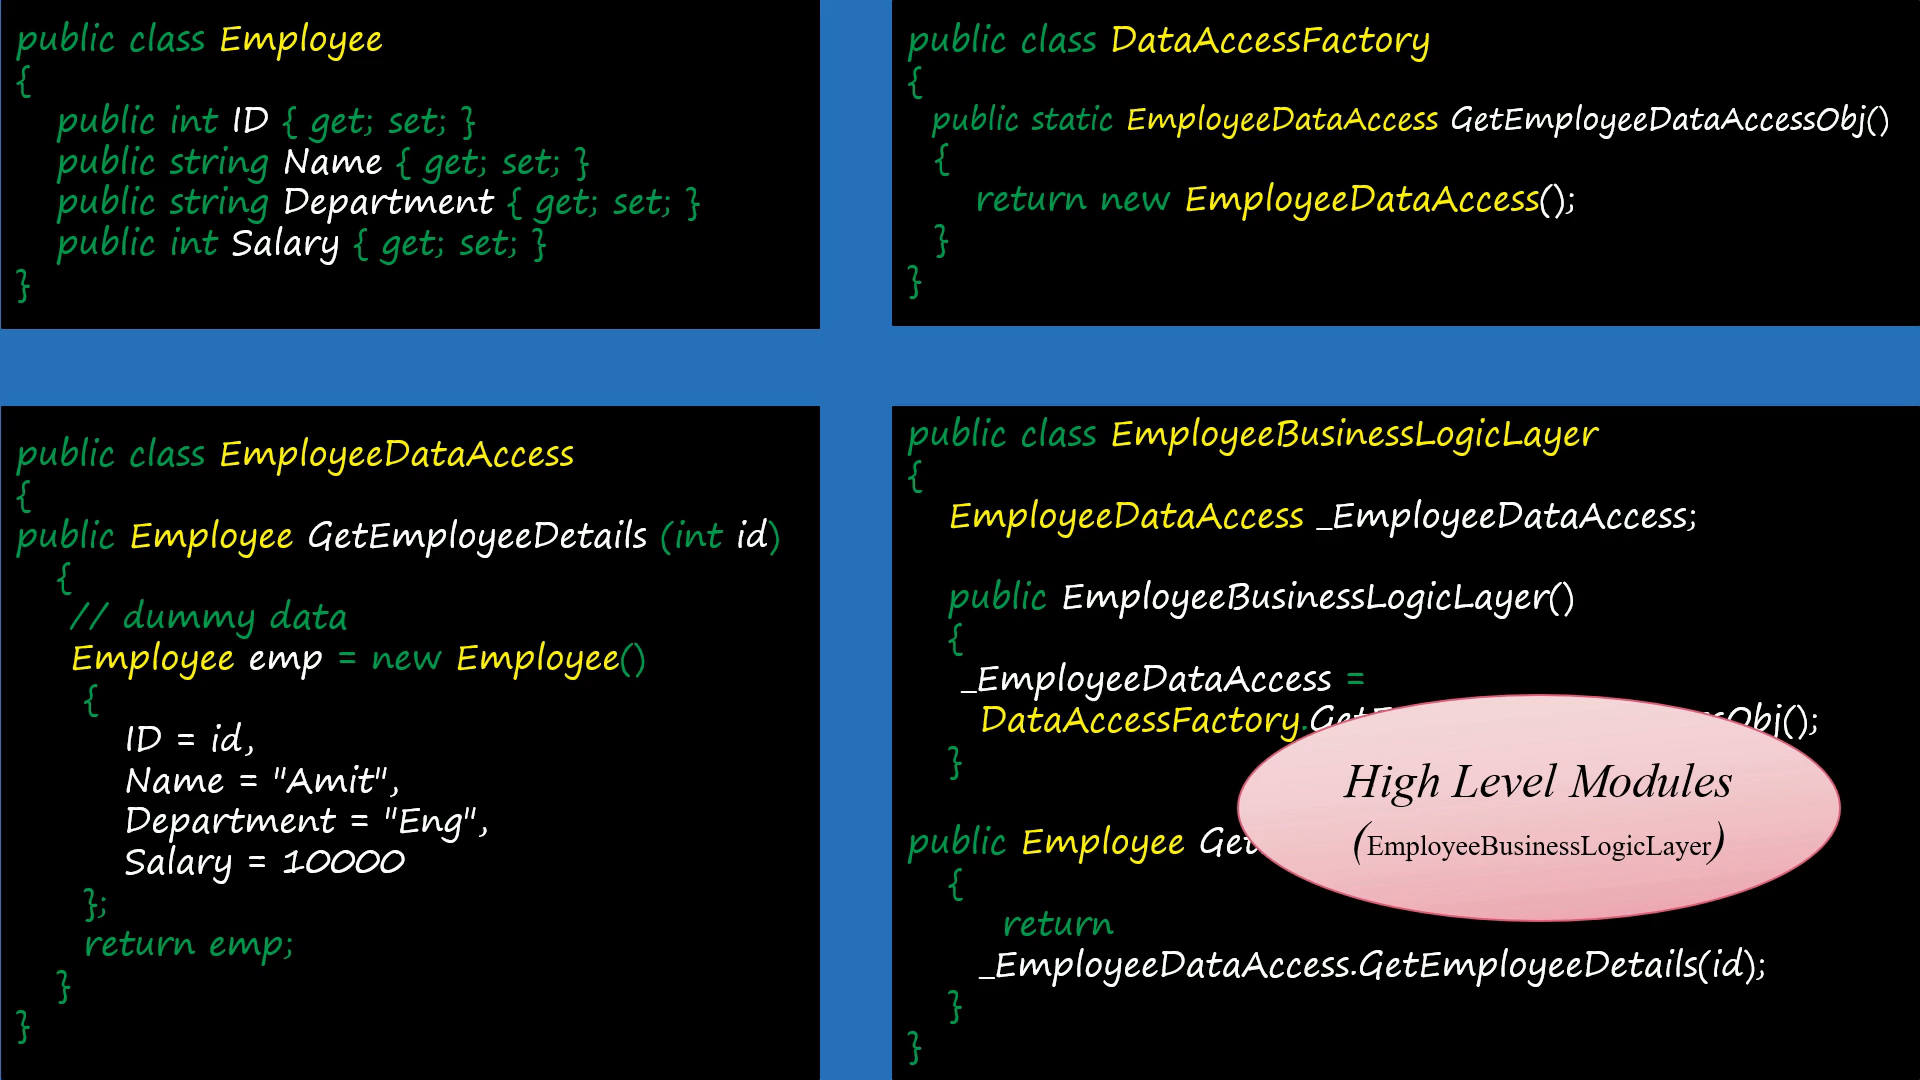 public class Employee
{
public int ID { get; set; }
public string Name { get; set; }
public string Department { get; set; }
public int Salary { get; set; }
}
public class DataAccessFactory
{
public static EmployeeDataAccess GetEmployeeDataAccessObj()
{
return new EmployeeDataAccess();
}
}
public class EmployeeDataAccess
{
public Employee GetEmployeeDetails (int id)
{
// dummy data
Employee emp = new Employee()
{
ID = id,
Name = "Amit",
Department = "Eng",
Salary = 10000
};
return emp;
}
}
public class EmployeeBusinessLogicLayer
{
EmployeeDataAccess _EmployeeDataAccess;
public EmployeeBusinessLogicLayer()
{
_EmployeeDataAccess =
DataAccessFactory.Get Obj();
}
public Employee Get
{
return
_EmployeeDataAccess.GetEmployeeDetails(id);
}
}
High Level Modules
(EmployeeBusinessLogicLayer)